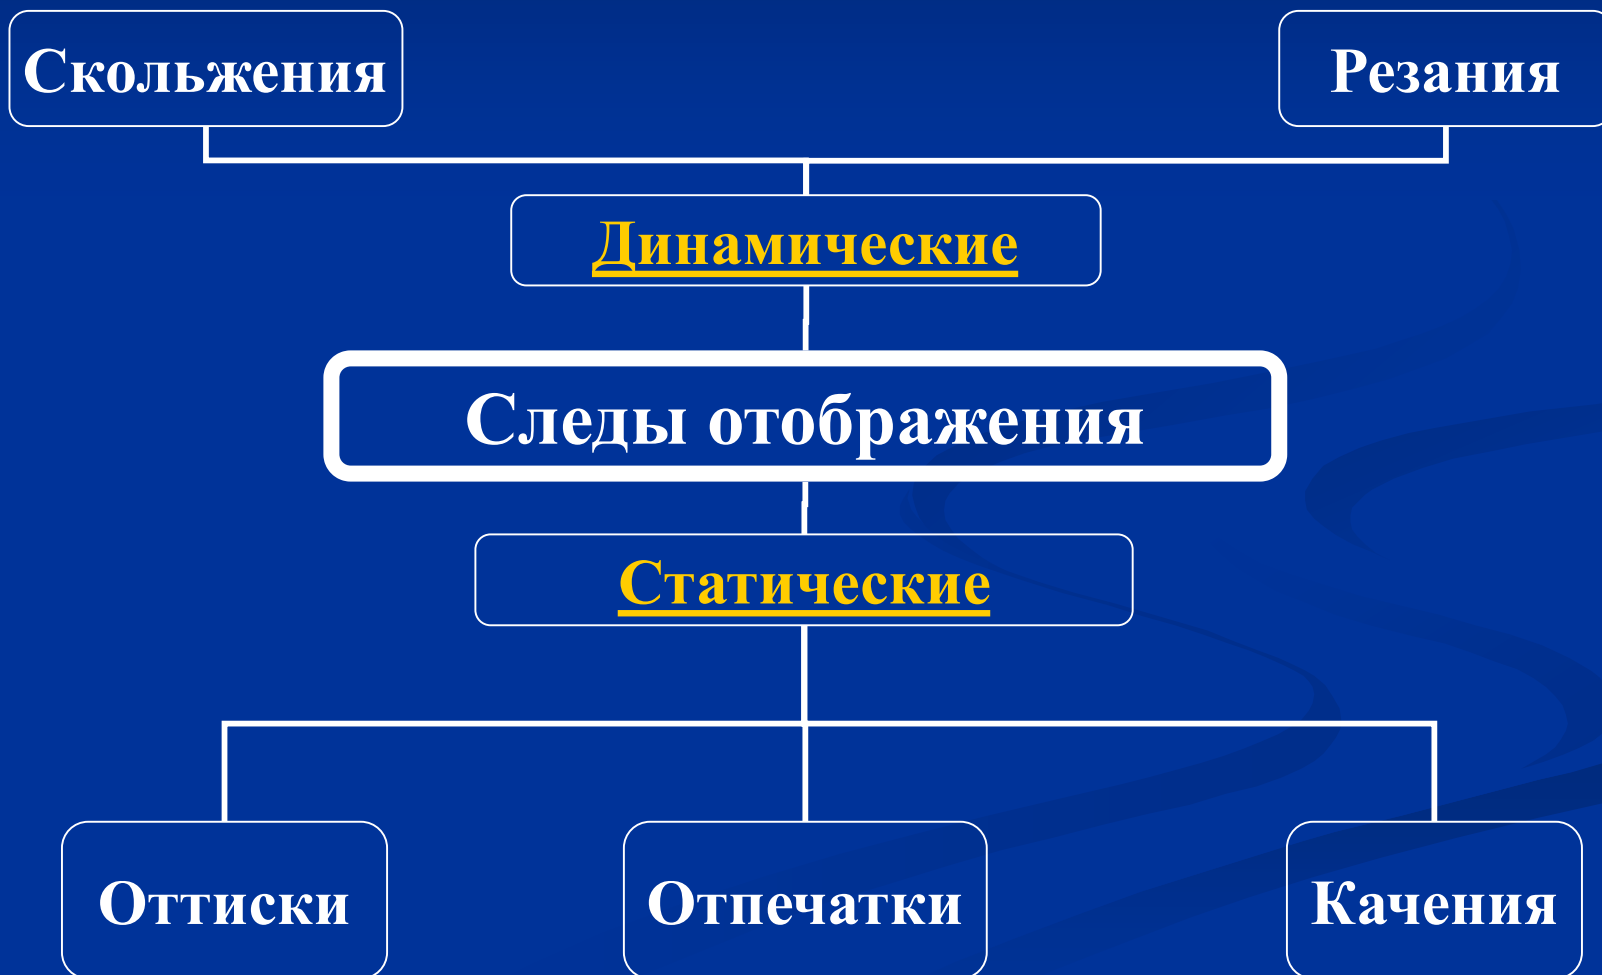 Скольжения
Резания
Динамические
Следы отображения
Статические
Оттиски
Отпечатки
Качения